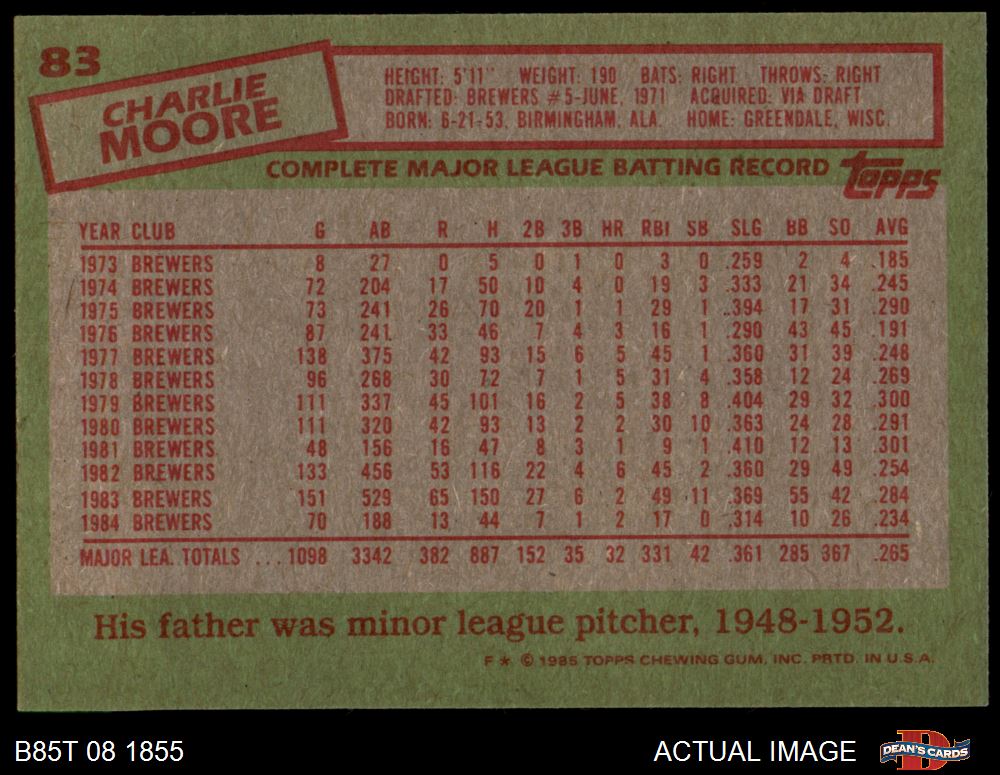 83
CHARLIE
MOORE
HEIGHT: 5'11" WEIGHT: 190 BATS: RIGHT THROWS: RIGHT
DRAFTED: BREWERS #5-JUNE, 1971 ACQUIRED: VIA DRAFT
BORN: 6-21-53, BIRMINGHAM, ALA. HOME: GREENDALE, WISC.
COMPLETE MAJOR LEAGUE BATTING RECORD topps
YEAR CLUB G AB R H 2B 3B HR RBI SB SLG BB SO AVG
1973 BREWERS 8 27 0 5 0 1 0 3 0 .259 2 4 .185
1974 BREWERS 72 204 17 50 10 4 0 19 3 .333 21 34 .245
1975 BREWERS 73 241 26 70 20 1 1 29 1 .394 17 31 .290
1976 BREWERS 87 241 33 46 7 4 3 16 1 .290 43 45 .191
1977 BREWERS 138 375 42 93 15 6 5 45 1 .360 31 39 .248
1978 BREWERS 96 268 30 72 7 1 5 31 4 .358 12 24 .269
1979 BREWERS 111 337 45 101 16 2 5 38 8 .404 29 32 .300
1980 BREWERS 111 320 42 93 13 2 2 30 10 .363 24 28 .291
1981 BREWERS 48 156 16 47 8 3 1 9 1 .410 12 13 .301
1982 BREWERS 133 456 53 116 22 4 6 45 2 .360 29 49 .254
1983 BREWERS 151 529 65 150 27 6 2 49 11 .369 55 42 .284
1984 BREWERS 70 188 13 44 7 1 2 17 0 .314 10 26 .234
MAJOR LEA. TOTALS ... 1098 3342 382 887 152 35 32 331 42 .361 285 367 .265
His father was minor league pitcher, 1948-1952.
F * © 1985 TOPPS CHEWING GUM, INC. PRTD. IN U.S.A.
B85T 08 1855 ACTUAL IMAGE DEAN'S CARDS